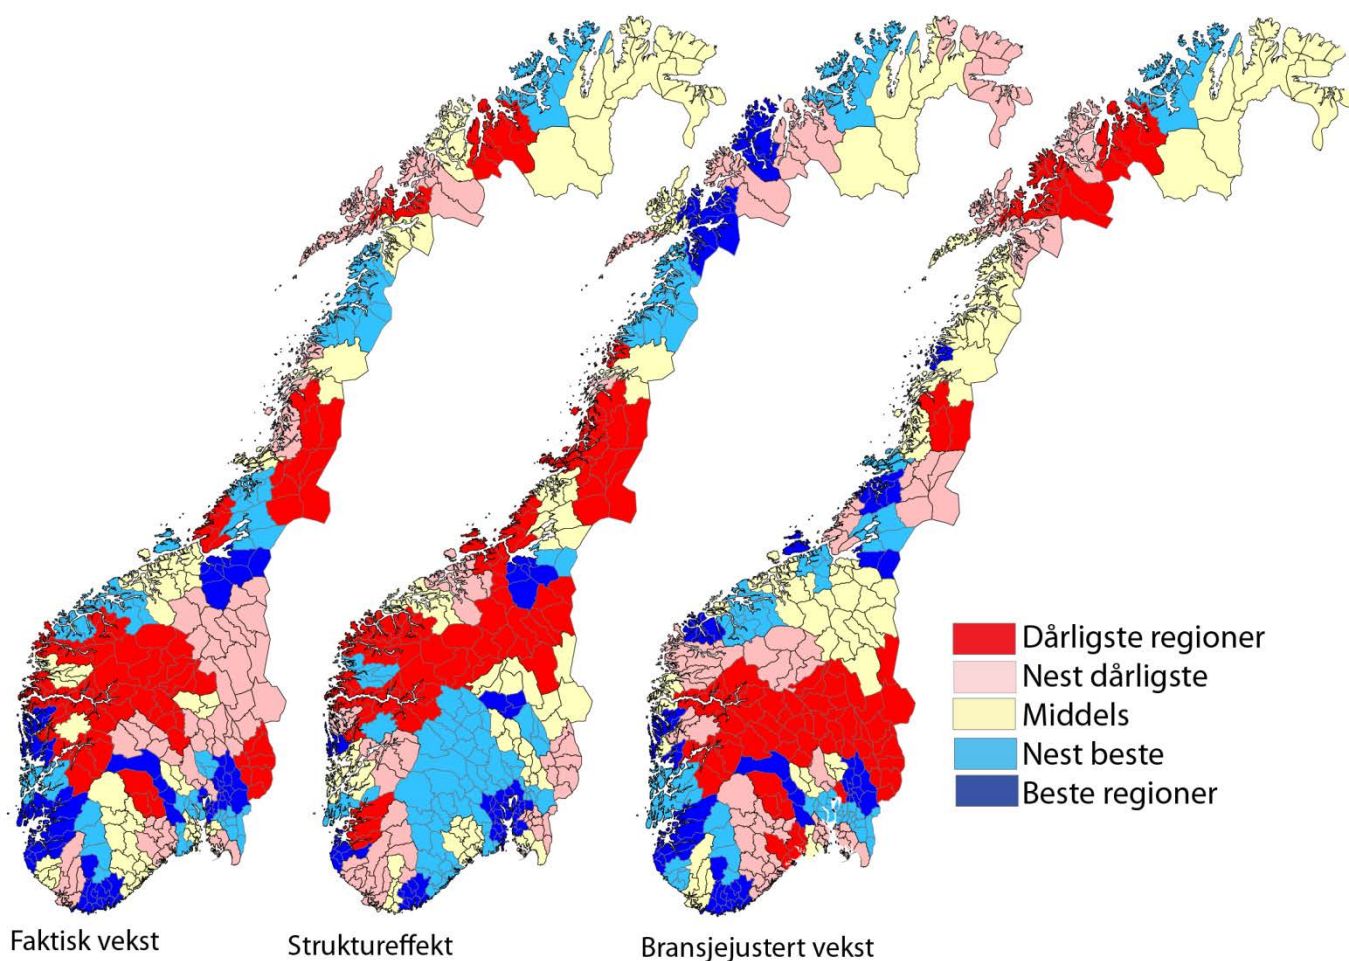 Dårligste regioner
Nest dårligste
Middels
Nest beste
Beste regioner
Faktisk vekst
Struktureffekt
Bransjejustert vekst